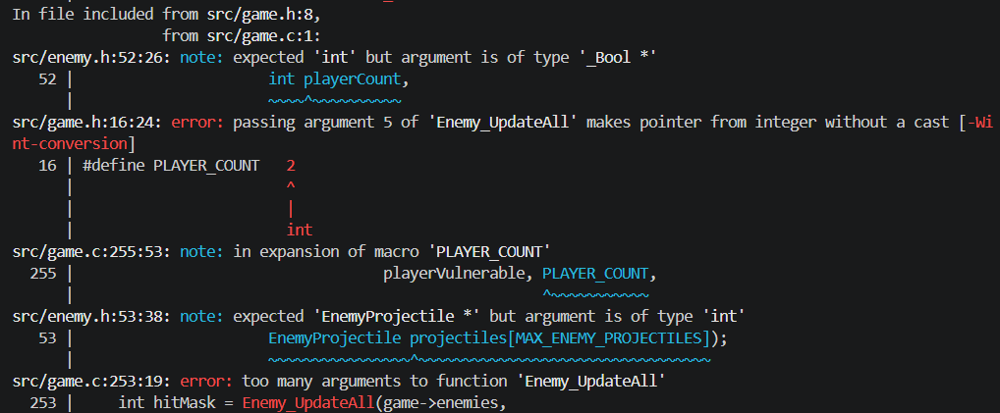 In file included from src/game.h:8,
                 from src/game.c:1:
src/enemy.h:52:26: note: expected 'int' but argument is of type '_Bool *'
   52 |                      int playerCount,
      |                      ~~~~^~~~~~~~~~~
src/game.h:16:24: error: passing argument 5 of 'Enemy_UpdateAll' makes pointer from integer without a cast [-Wi
nt-conversion]
   16 | #define PLAYER_COUNT   2
      |                        ^
      |                        |
      |                        int
src/game.c:255:53: note: in expansion of macro 'PLAYER_COUNT'
  255 |                                   playerVulnerable, PLAYER_COUNT,
      |                                                     ^~~~~~~~~~~~
src/enemy.h:53:38: note: expected 'EnemyProjectile *' but argument is of type 'int'
   53 |                      EnemyProjectile projectiles[MAX_ENEMY_PROJECTILES]);
      |                      ~~~~~~~~~~~~~~~~^~~~~~~~~~~~~~~~~~~~~~~~~~~~~~~~~~
src/game.c:253:19: error: too many arguments to function 'Enemy_UpdateAll'
  253 |     int hitMask = Enemy_UpdateAll(game->enemies,